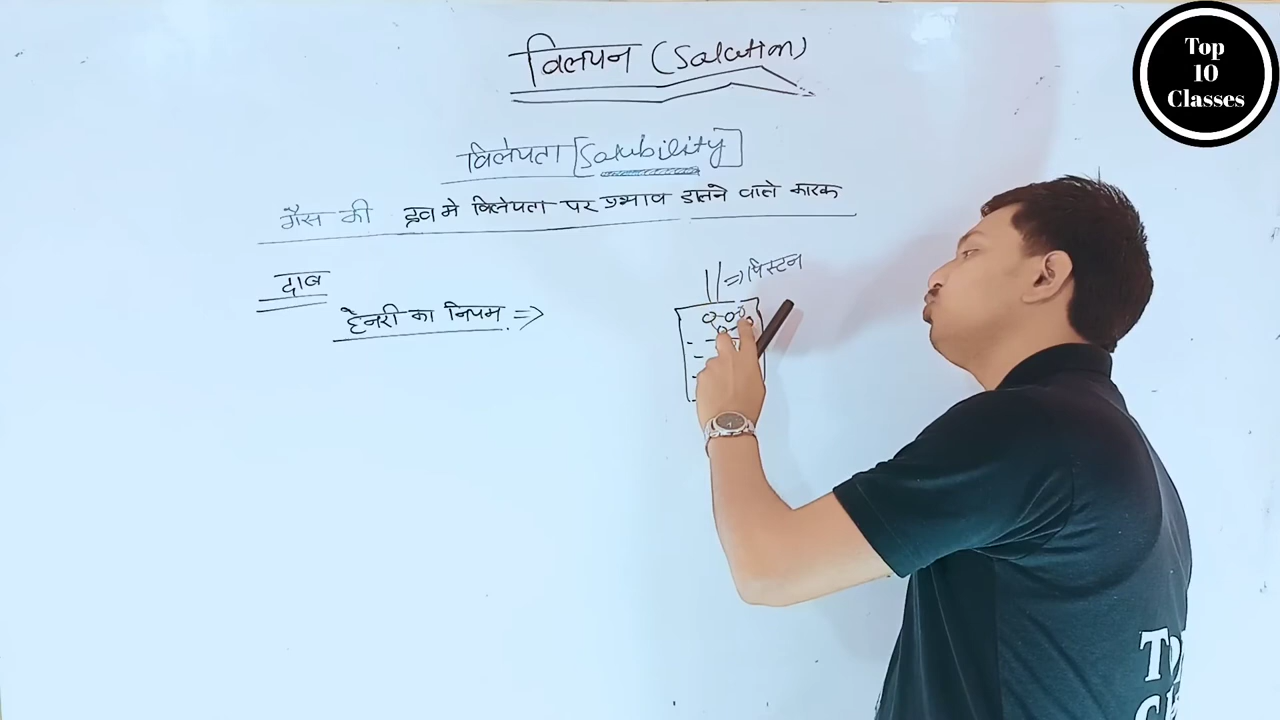 विलयन (Solution)
विलेयता [Solubility]
गैस की द्रव मे विलेयता पर प्रभाव डालने वाले कारक
दाब
हेनरी का नियम =>
=> पिस्टन
Top
10
Classes